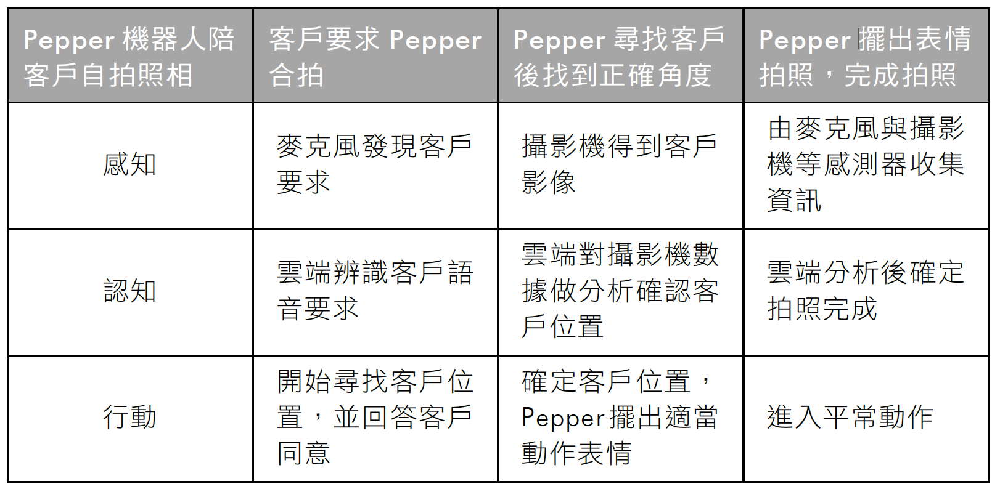 Pepper 機器人陪
客戶自拍照相
客戶要求 Pepper
合拍
Pepper 尋找客戶
後找到正確角度
Pepper 擺出表情
拍照，完成拍照
感知
麥克風發現客戶
要求
攝影機得到客戶
影像
由麥克風與攝影
機等感測器收集
資訊
認知
雲端辨識客戶語
音要求
雲端對攝影機數
據做分析確認客
戶位置
雲端分析後確定
拍照完成
行動
開始尋找客戶位
置，並回答客戶
同意
確定客戶位置，
Pepper 擺出適當
動作表情
進入平常動作